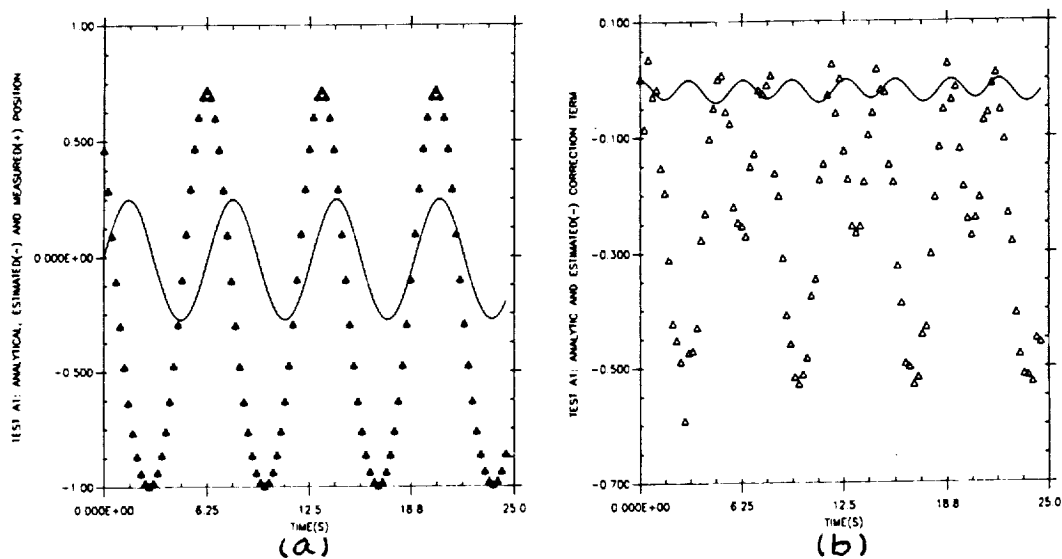 TEST A1: ANALYTICAL, ESTIMATED(-) AND MEASURED(+) POSITION
1.00
0.500
0.000E+00
-0.500
-1.00
0.000E+00
6.25
12.5
18.8
25.0
TIME(S)
(a)
TEST A1: ANALYTIC AND ESTIMATED(-) CORRECTION TERM
0.100
-0.100
-0.300
-0.500
-0.700
0.000E+00
6.25
12.5
18.8
25.0
TIME(S)
(b)